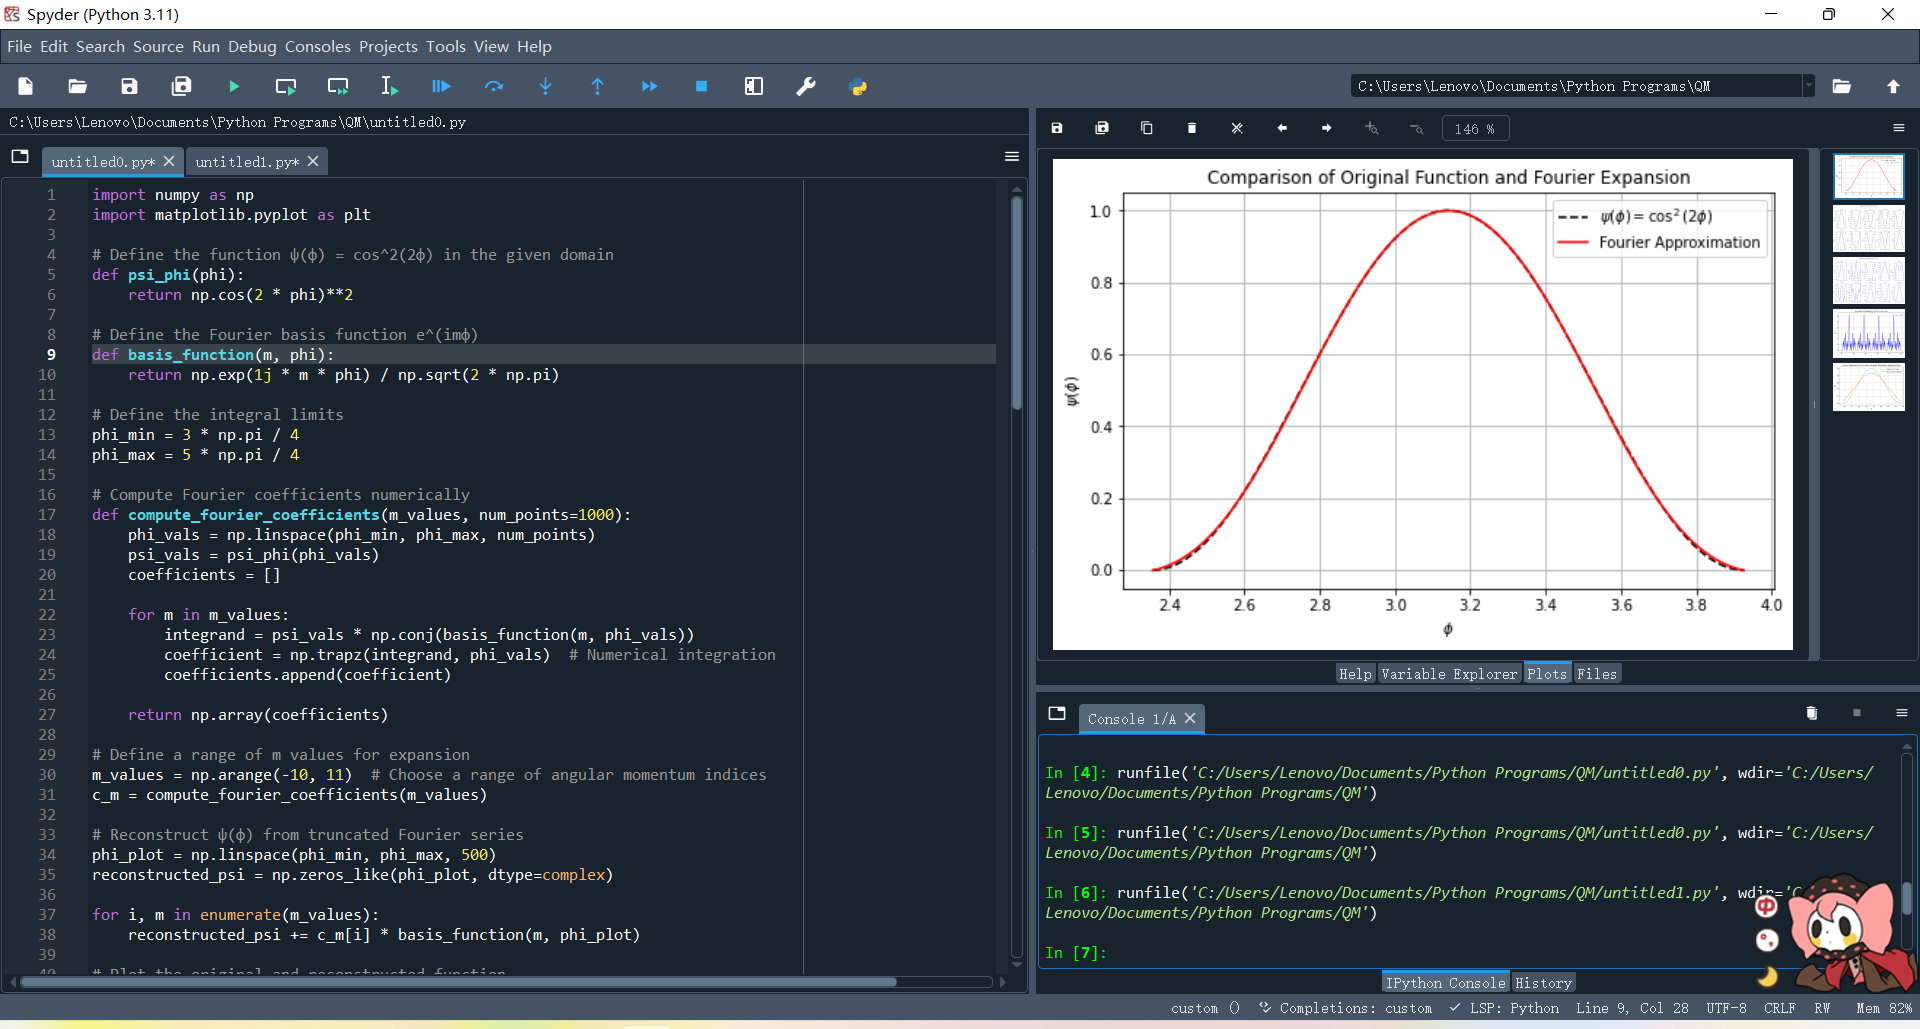 Spyder (Python 3.11)
File Edit Search Source Run Debug Consoles Projects Tools View Help
C:\Users\Lenovo\Documents\Python Programs\QM
C:\Users\Lenovo\Documents\Python Programs\QM\untitled0.py
untitled0.py* untitled1.py*
1 import numpy as np
2 import matplotlib.pyplot as plt
3
4 # Define the function ψ(ϕ) = cos^2(2ϕ) in the given domain
5 def psi_phi(phi):
6 return np.cos(2 * phi)**2
7
8 # Define the Fourier basis function e^(imϕ)
9 def basis_function(m, phi):
10 return np.exp(1j * m * phi) / np.sqrt(2 * np.pi)
11
12 # Define the integral limits
13 phi_min = 3 * np.pi / 4
14 phi_max = 5 * np.pi / 4
15
16 # Compute Fourier coefficients numerically
17 def compute_fourier_coefficients(m_values, num_points=1000):
18 phi_vals = np.linspace(phi_min, phi_max, num_points)
19 psi_vals = psi_phi(phi_vals)
20 coefficients = []
21
22 for m in m_values:
23 integrand = psi_vals * np.conj(basis_function(m, phi_vals))
24 coefficient = np.trapz(integrand, phi_vals)  # Numerical integration
25 coefficients.append(coefficient)
26
27 return np.array(coefficients)
28
29 # Define a range of m values for expansion
30 m_values = np.arange(-10, 11)  # Choose a range of angular momentum indices
31 c_m = compute_fourier_coefficients(m_values)
32
33 # Reconstruct ψ(ϕ) from truncated Fourier series
34 phi_plot = np.linspace(phi_min, phi_max, 500)
35 reconstructed_psi = np.zeros_like(phi_plot, dtype=complex)
36
37 for i, m in enumerate(m_values):
38 reconstructed_psi += c_m[i] * basis_function(m, phi_plot)
39
40 # Plot the original and reconstructed function
146 %
Comparison of Original Function and Fourier Expansion
ψ(ϕ) = cos²(2ϕ)
Fourier Approximation
1.0
0.8
0.6
0.4
0.2
0.0
ψ(ϕ)
2.4 2.6 2.8 3.0 3.2 3.4 3.6 3.8 4.0
ϕ
Help Variable Explorer Plots Files
Console 1/A
In [4]: runfile('C:/Users/Lenovo/Documents/Python Programs/QM/untitled0.py', wdir='C:/Users/
Lenovo/Documents/Python Programs/QM')
In [5]: runfile('C:/Users/Lenovo/Documents/Python Programs/QM/untitled0.py', wdir='C:/Users/
Lenovo/Documents/Python Programs/QM')
In [6]: runfile('C:/Users/Lenovo/Documents/Python Programs/QM/untitled1.py', wdir='C
Lenovo/Documents/Python Programs/QM')
In [7]:
中
IPython Console History
custom () Completions: custom LSP: Python Line 9, Col 28 UTF-8 CRLF RW Mem 82%